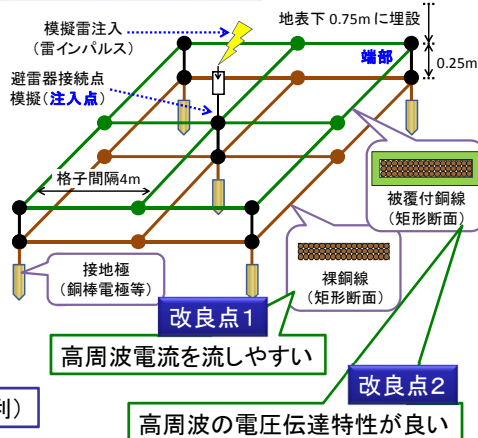 模擬雷注入
(雷インパルス)
地表下 0.75m に埋設
端部
0.25m
避雷器接続点
模擬(注入点)
格子間隔4m
被覆付銅線
(矩形断面)
接地極
(銅棒電極等)
裸銅線
(矩形断面)
改良点1
高周波電流を流しやすい
改良点2
利)
高周波の電圧伝達特性が良い